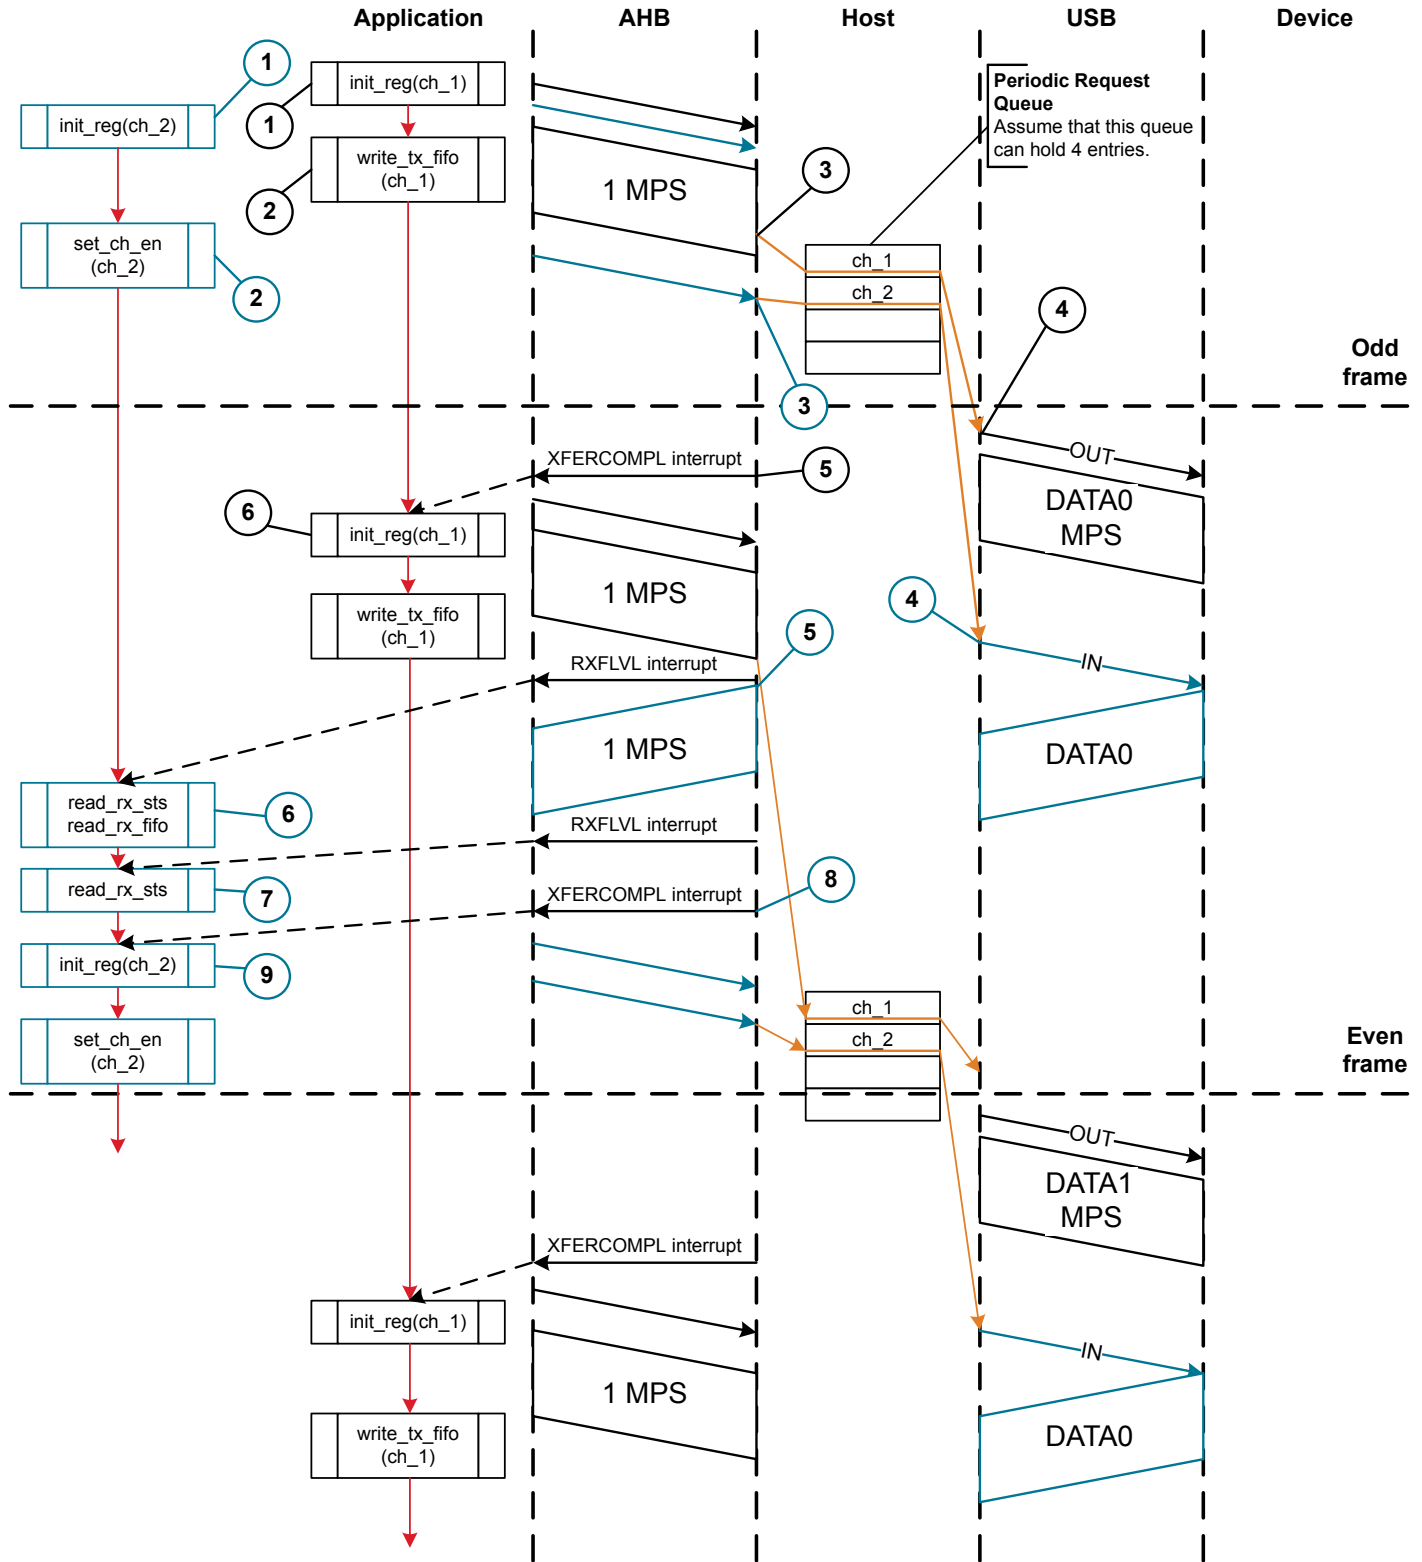 Application
AHB
Host
USB
Device
1
init_reg(ch_1)
Periodic Request
Queue
Assume that this queue
can hold 4 entries.
init_reg(ch_2)
1
write_tx_fifo
(ch_1)
3
1 MPS
2
set_ch_en
(ch_2)
ch_1
2
ch_2
4
Odd
frame
3
OUT
XFERCOMPL interrupt
5
DATA0
MPS
6
init_reg(ch_1)
1 MPS
4
write_tx_fifo
(ch_1)
5
RXFLVL interrupt
IN
1 MPS
DATA0
read_rx_sts
read_rx_fifo
6
RXFLVL interrupt
read_rx_sts
7
8
XFERCOMPL interrupt
init_reg(ch_2)
9
ch_1
set_ch_en
(ch_2)
ch_2
Even
frame
OUT
DATA1
MPS
XFERCOMPL interrupt
init_reg(ch_1)
IN
1 MPS
write_tx_fifo
(ch_1)
DATA0